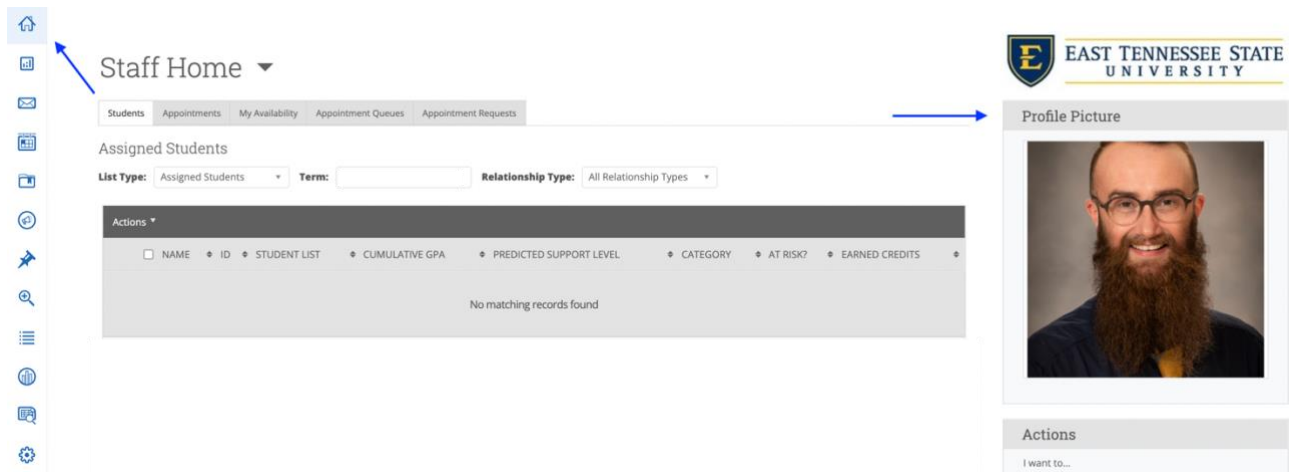 Staff Home
Students Appointments My Availability Appointment Queues Appointment Requests
Assigned Students
List Type: Assigned Students Term: Relationship Type: All Relationship Types
Actions
NAME ID STUDENT LIST CUMULATIVE GPA PREDICTED SUPPORT LEVEL CATEGORY AT RISK? EARNED CREDITS
No matching records found
E EAST TENNESSEE STATE
UNIVERSITY
Profile Picture
Actions
I want to...